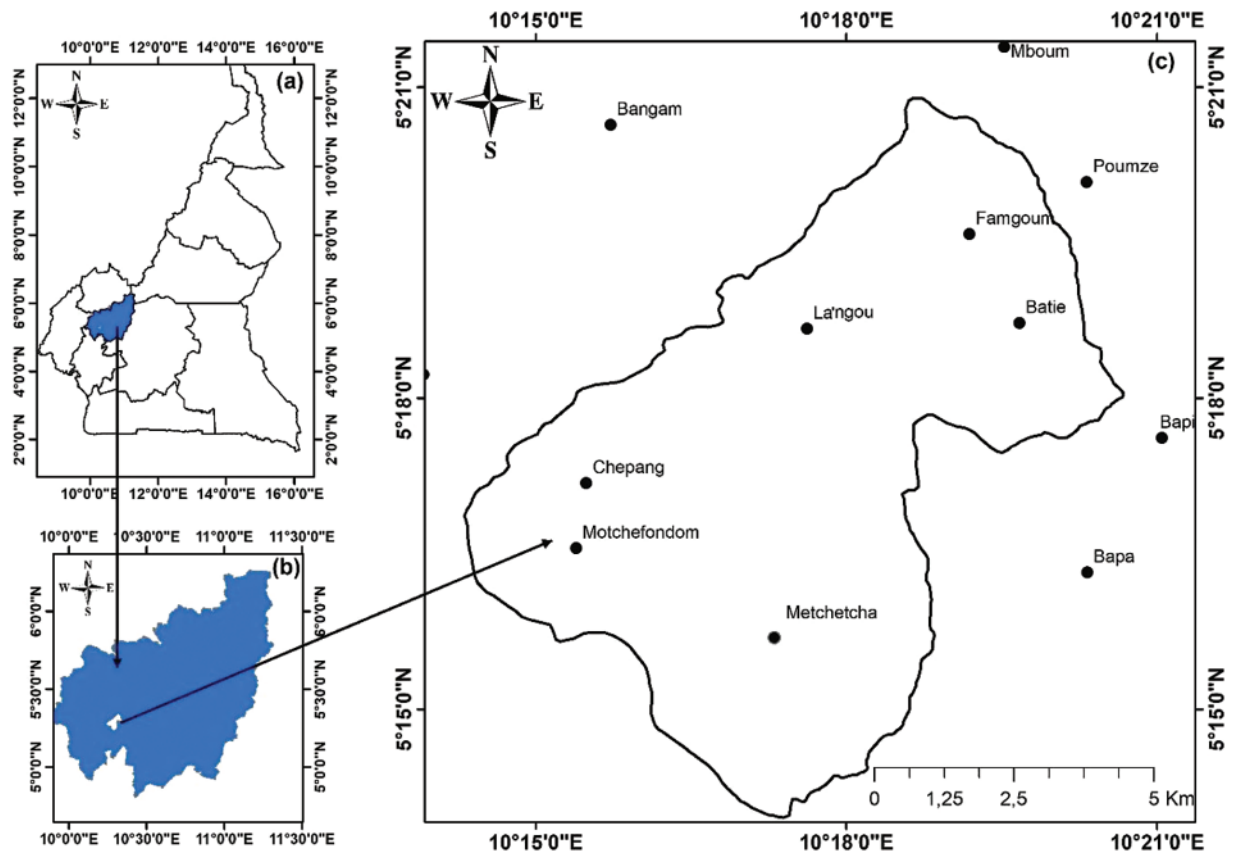 10°0'0"E 12°0'0"E 14°0'0"E 16°0'0"E
(a)
N
W E
S
12°0'0"N
10°0'0"N
8°0'0"N
6°0'0"N
4°0'0"N
2°0'0"N
12°0'0"N
10°0'0"N
8°0'0"N
6°0'0"N
4°0'0"N
2°0'0"N
10°0'0"E 12°0'0"E 14°0'0"E 16°0'0"E
10°0'0"E 10°30'0"E 11°0'0"E 11°30'0"E
(b)
N
W E
S
6°0'0"N
5°30'0"N
5°0'0"N
6°0'0"N
5°30'0"N
5°0'0"N
10°0'0"E 10°30'0"E 11°0'0"E 11°30'0"E
10°15'0"E 10°18'0"E 10°21'0"E
(c)
N
W E
S
5°21'0"N
5°18'0"N
5°15'0"N
Mboum
Bangam
Poumze
Famgoum
La'ngou
Batie
Bapi
Chepang
Motchefondom
Bapa
Metchetcha
0 1,25 2,5 5 Km
5°21'0"N
5°18'0"N
5°15'0"N
10°15'0"E 10°18'0"E 10°21'0"E